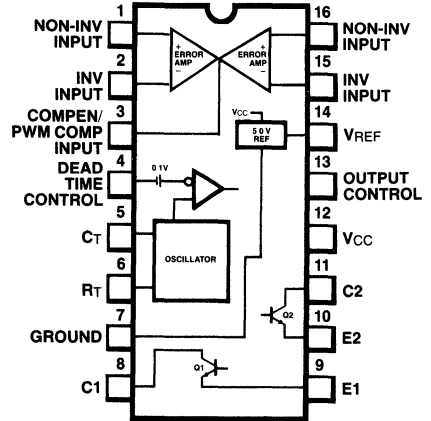 1
NON-INV
INPUT
2
INV
INPUT
3
COMPEN/
PWM COMP
INPUT
4
DEAD
TIME
CONTROL
5
CT
6
RT
7
GROUND
8
C1
+
ERROR
AMP
−
+
ERROR
AMP
−
VCC
5 0 V
REF
0 1V
OSCILLATOR
Q2
Q1
16
NON-INV
INPUT
15
INV
INPUT
14
VREF
13
OUTPUT
CONTROL
12
VCC
11
C2
10
E2
9
E1